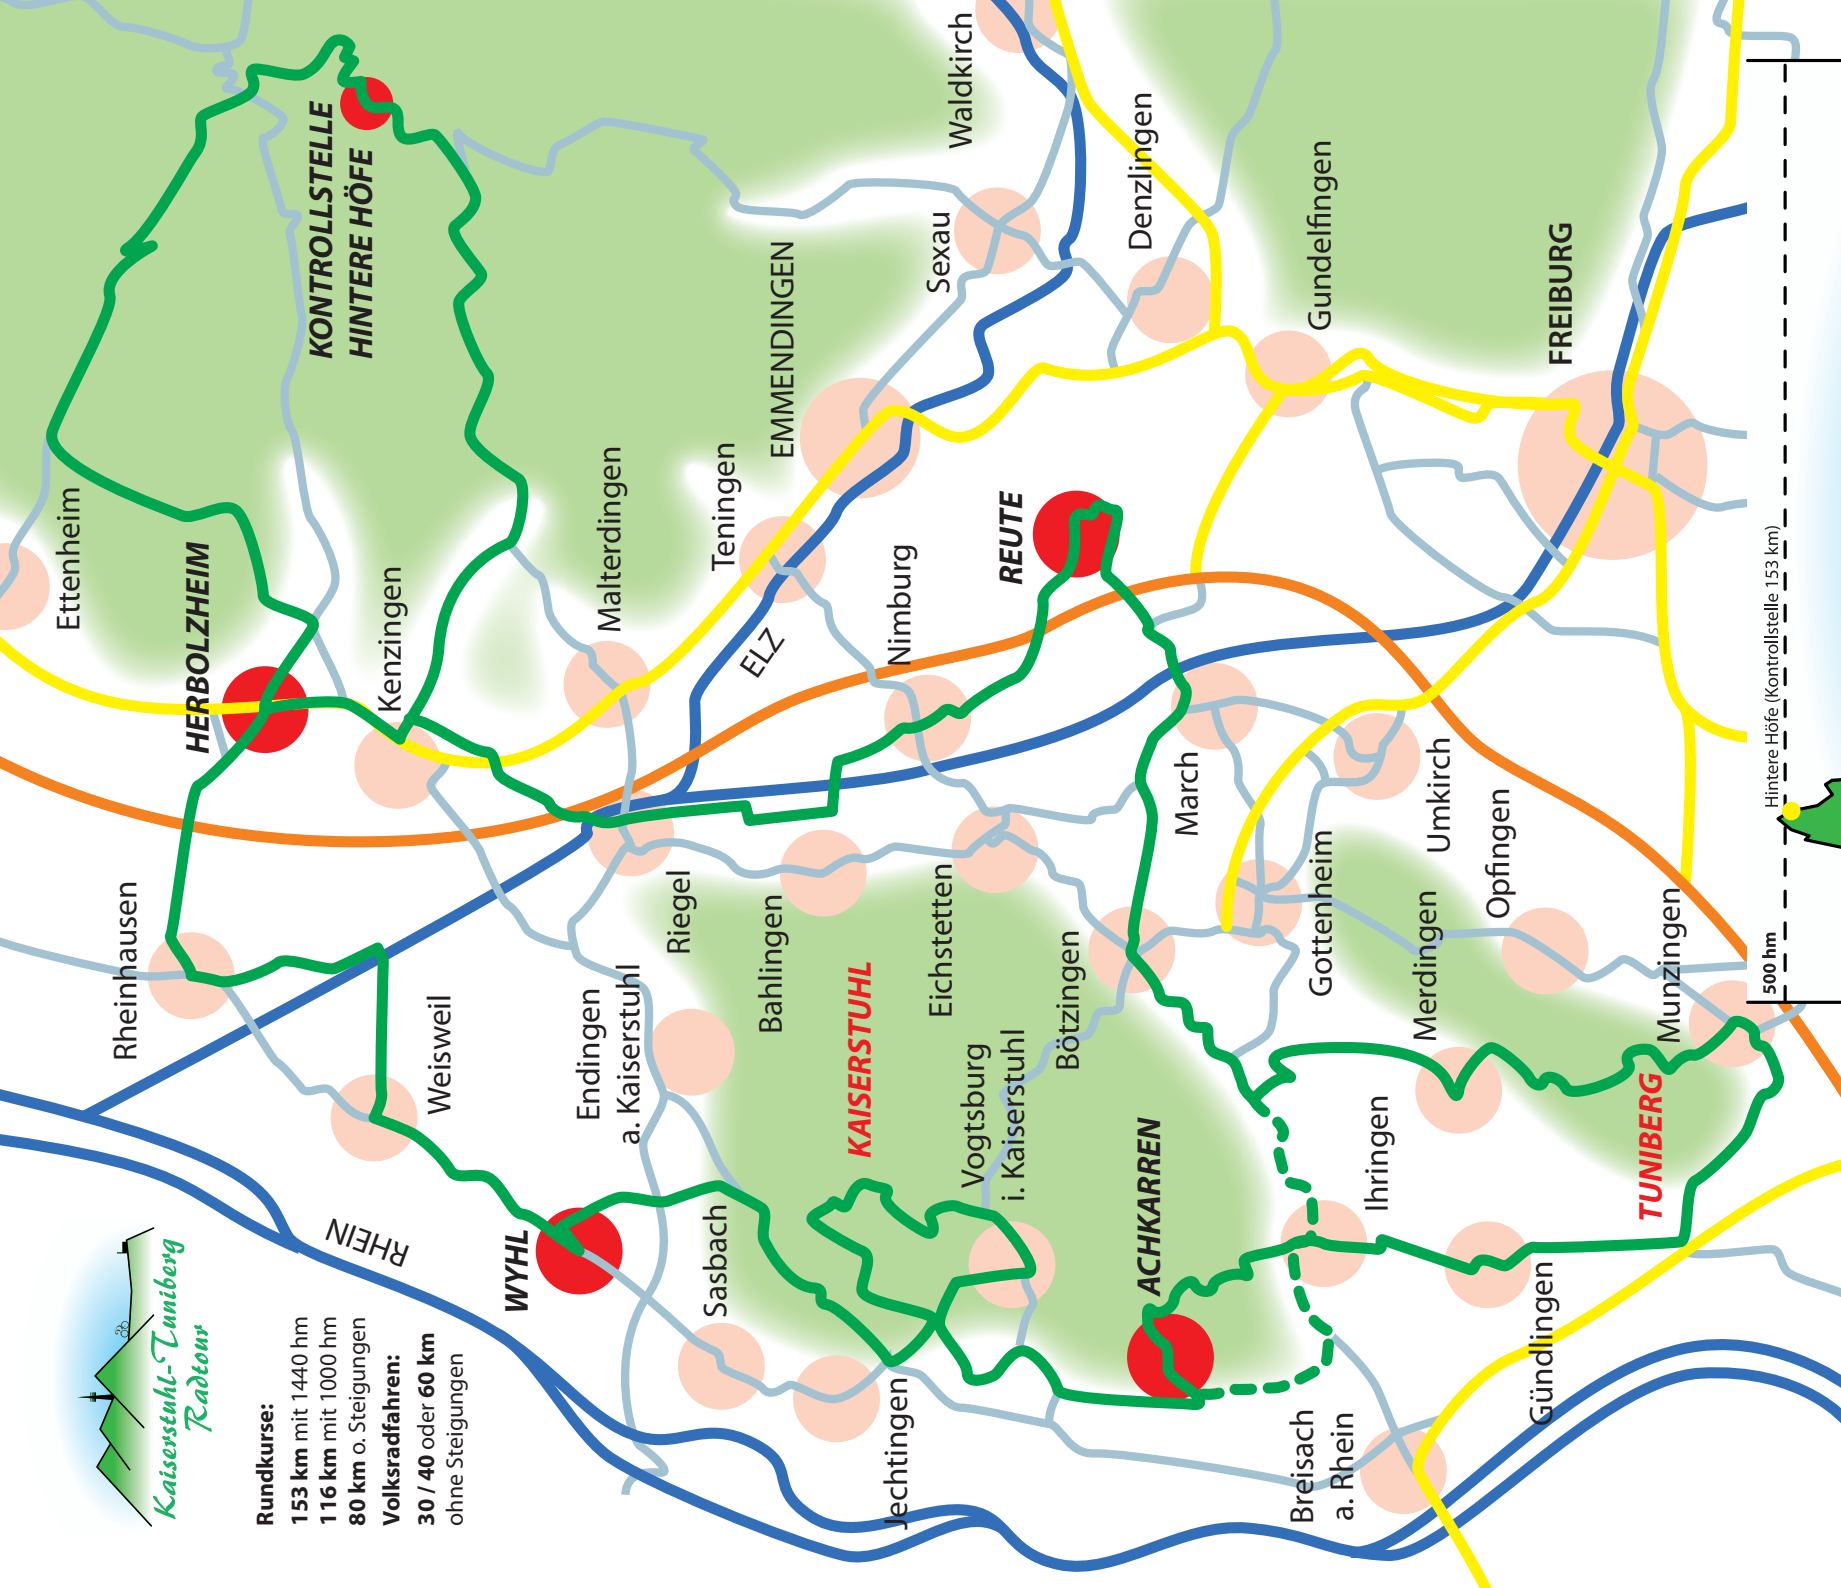 Kaiserstuhl-Tuniberg
Radtour
Rundkurse:
153 km mit 1440 hm
116 km mit 1000 hm
80 km o. Steigungen
Volksradfahren:
30 / 40 oder 60 km
ohne Steigungen
RHEIN
Rheinhausen
Weisweil
WYHL
Sasbach
Jechtingen
Endingen
a. Kaiserstuhl
Riegel
Bahlingen
KAISERSTUHL
Eichstetten
Vogtsburg
i. Kaiserstuhl
Bötzingen
ACHKARREN
Breisach
a. Rhein
Ihringen
Gündlingen
TUNIBERG
Merdingen
Munzingen
Opfingen
Gottenheim
Umkirch
March
Ettenheim
HERBOLZHEIM
Kenzingen
KONTROLLSTELLE
HINTERE HÖFE
Malterdingen
Teningen
EMMENDINGEN
ELZ
Nimburg
REUTE
Sexau
Waldkirch
Denzlingen
Gundelfingen
FREIBURG
Hintere Höfe (Kontrollstelle 153 km)
500 hm